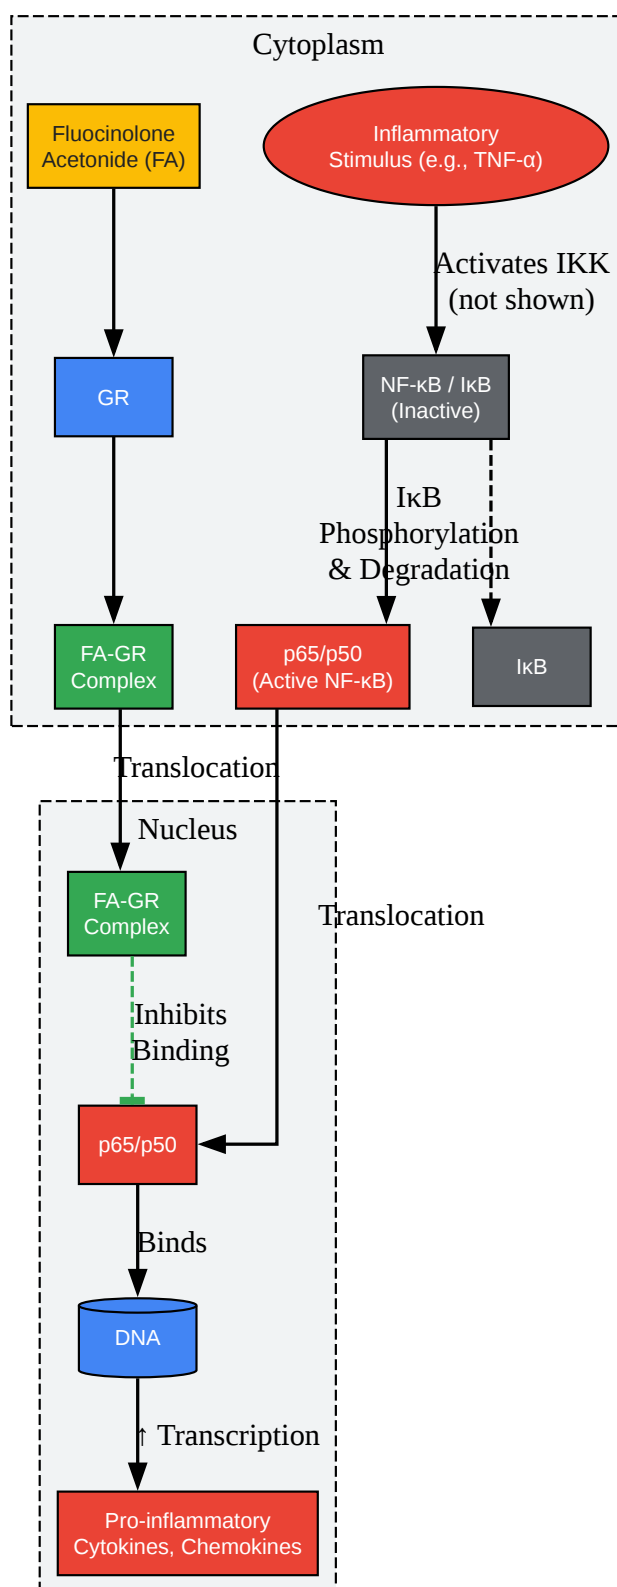 Cytoplasm
Fluocinolone
Acetonide (FA)
Inflammatory
Stimulus (e.g., TNF-α)
Activates IKK
(not shown)
GR
NF-κB / IκB
(Inactive)
IκB
Phosphorylation
& Degradation
FA-GR
Complex
p65/p50
(Active NF-κB)
IκB
Translocation
Nucleus
FA-GR
Complex
Translocation
Inhibits
Binding
p65/p50
Binds
DNA
↑ Transcription
Pro-inflammatory
Cytokines, Chemokines